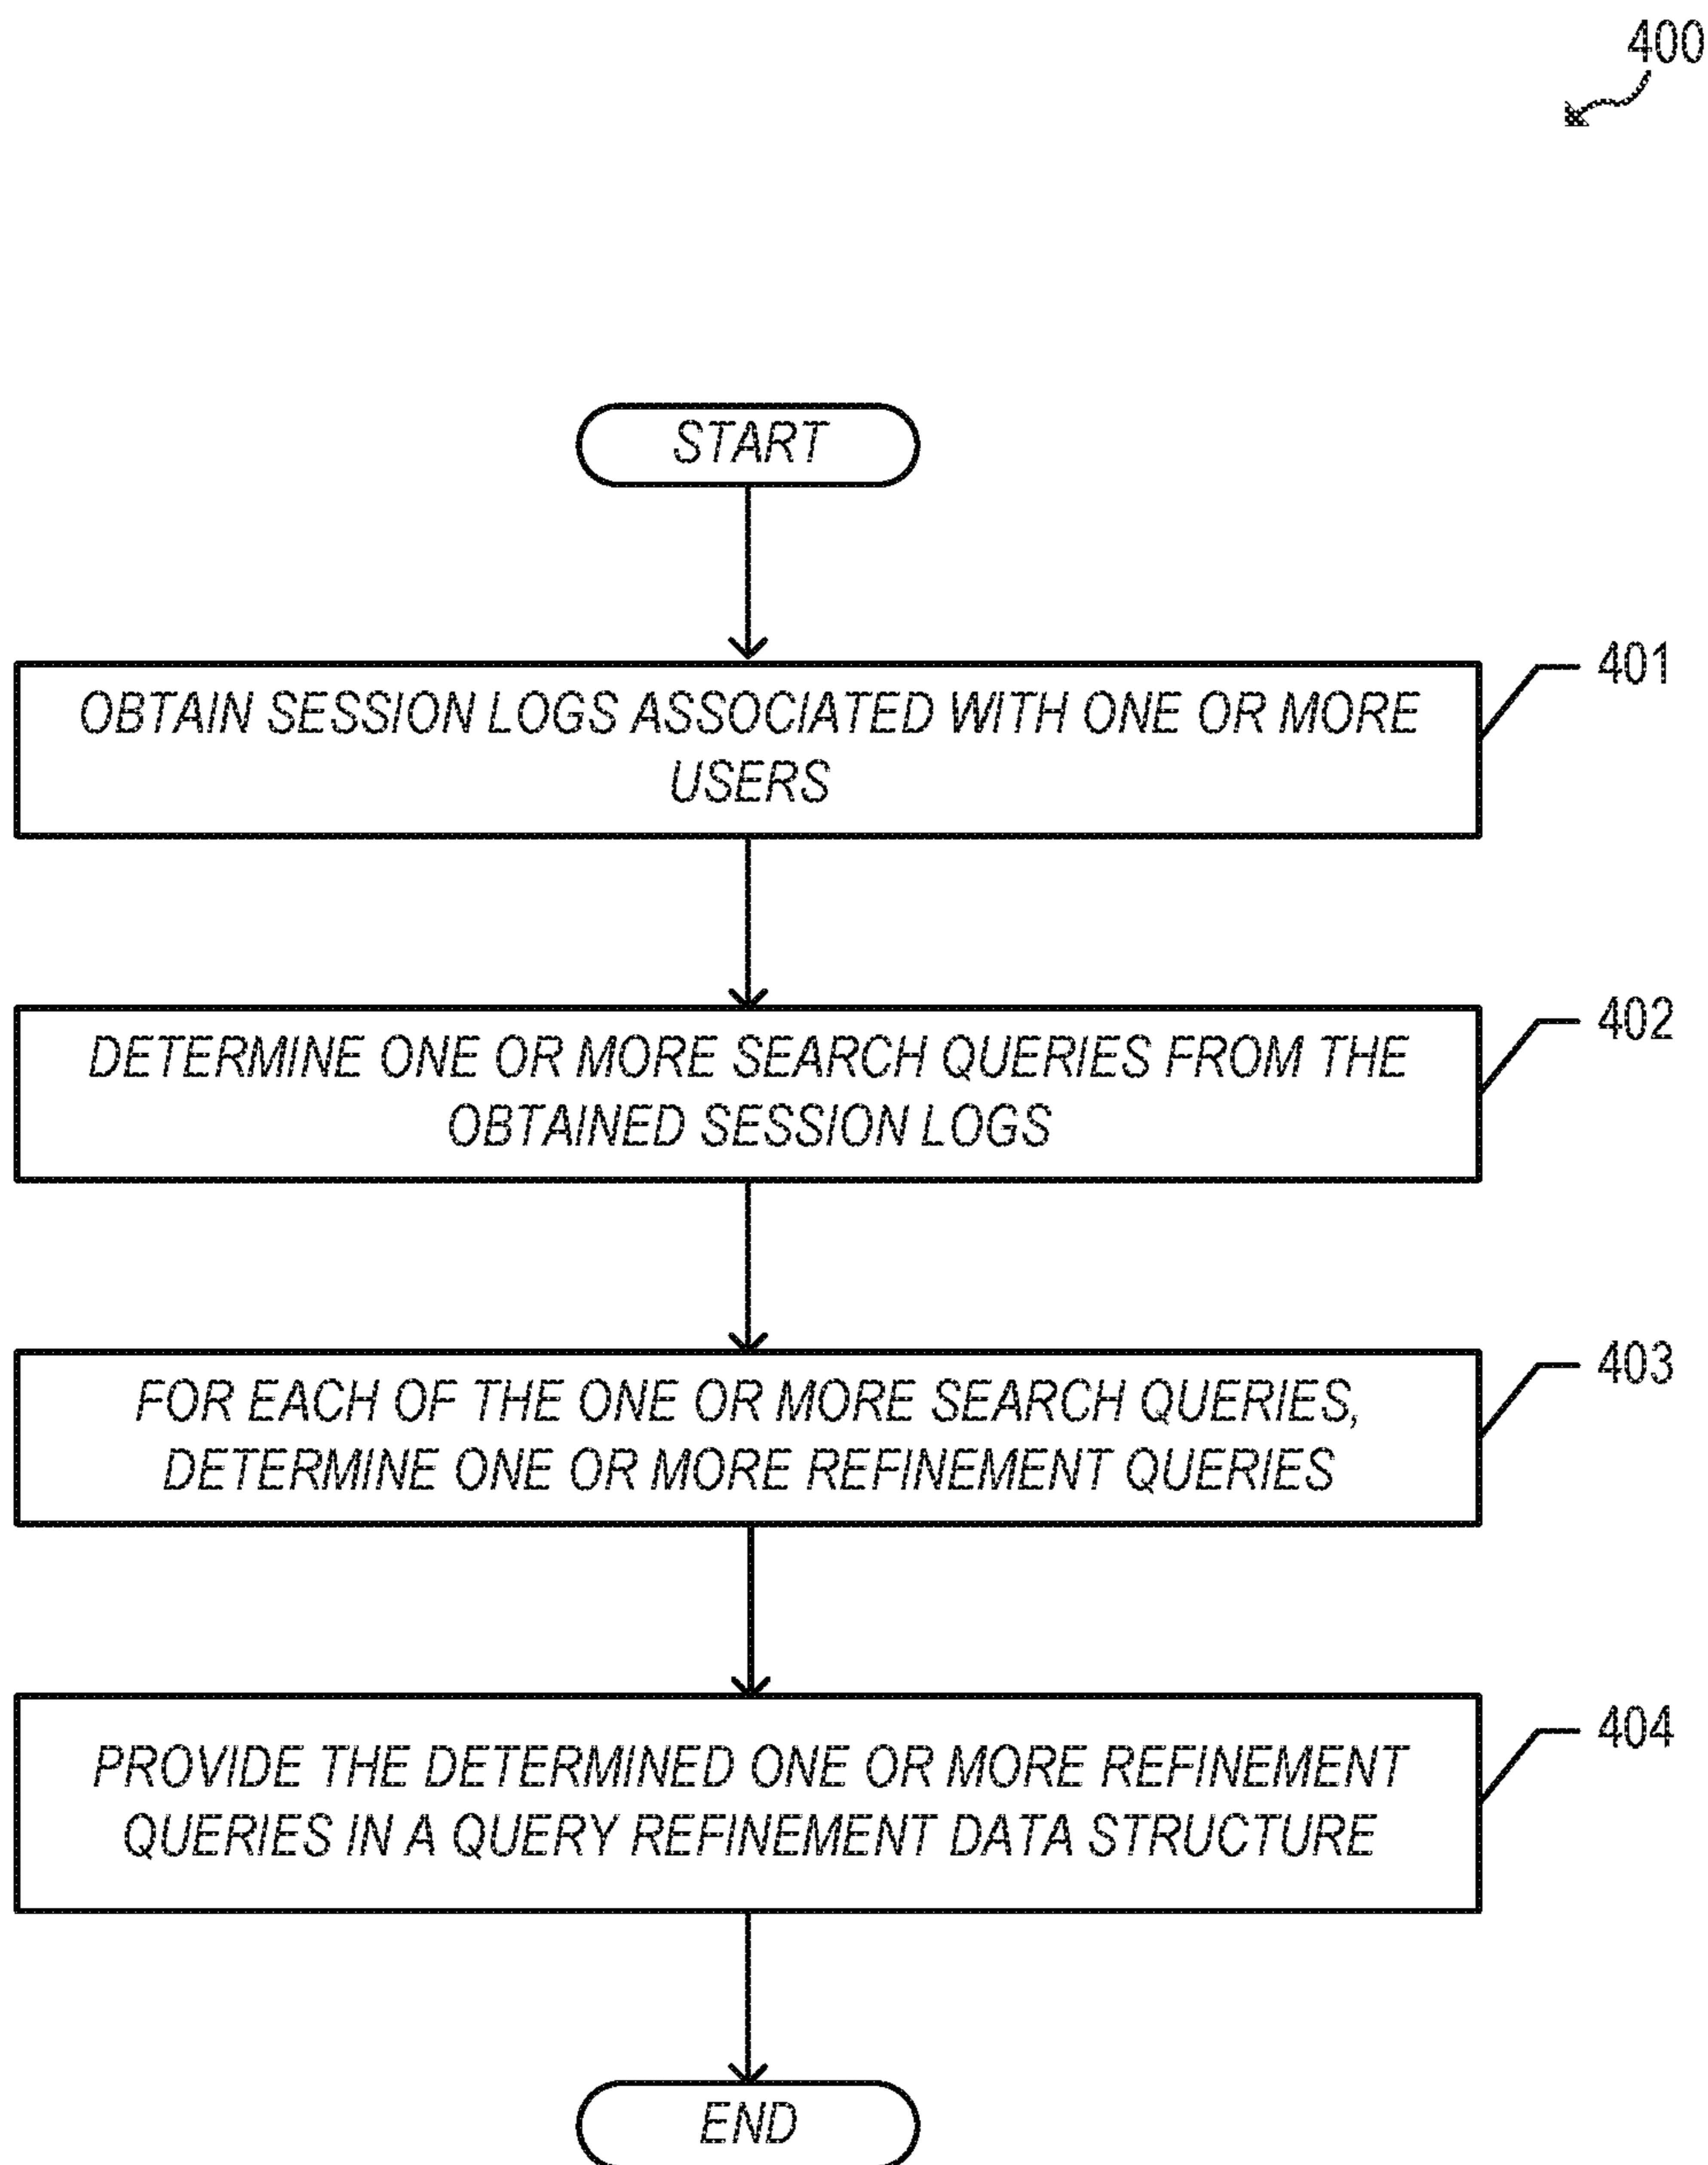 400
START
OBTAIN SESSION LOGS ASSOCIATED WITH ONE OR MORE
USERS
401
DETERMINE ONE OR MORE SEARCH QUERIES FROM THE
OBTAINED SESSION LOGS
402
FOR EACH OF THE ONE OR MORE SEARCH QUERIES,
DETERMINE ONE OR MORE REFINEMENT QUERIES
403
PROVIDE THE DETERMINED ONE OR MORE REFINEMENT
QUERIES IN A QUERY REFINEMENT DATA STRUCTURE
404
END